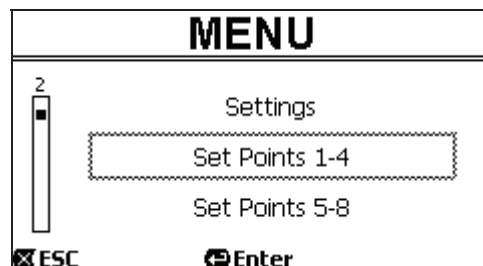 MENU
2
Settings
Set Points 1-4
Set Points 5-8
ESC Enter